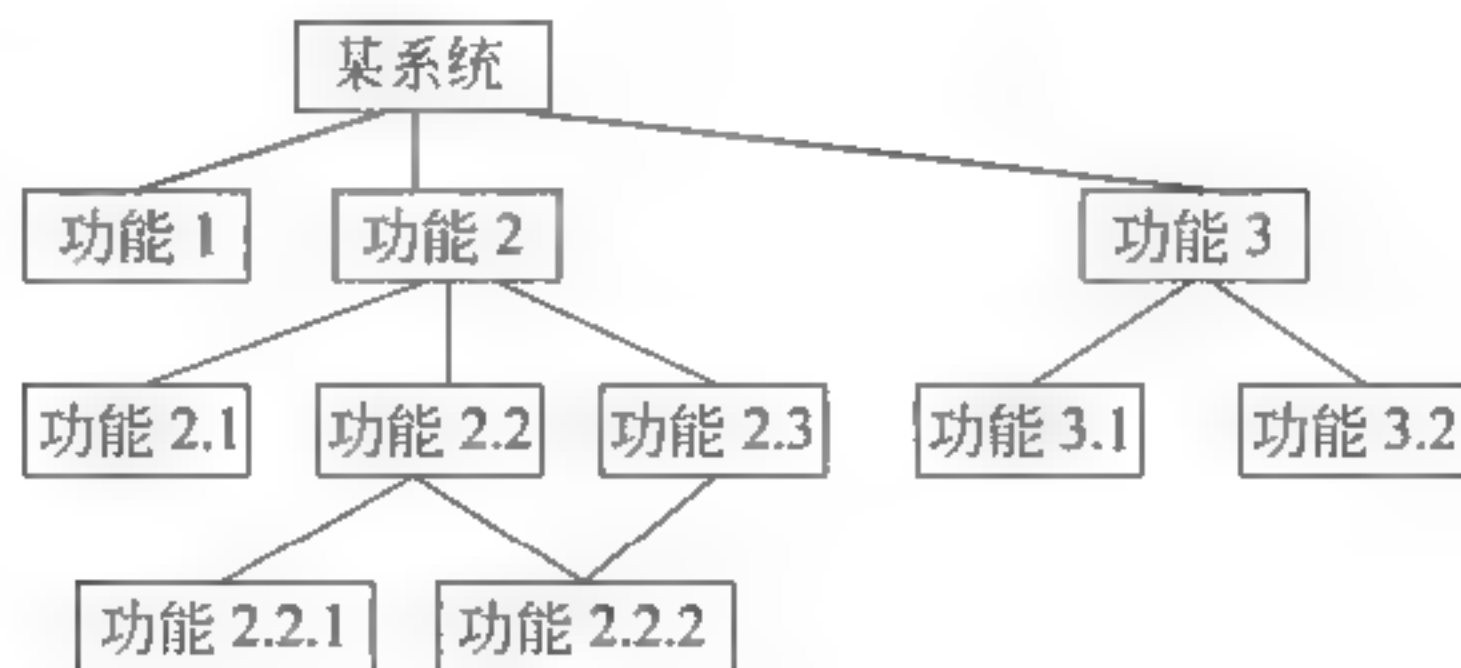 某系统
功能 1
功能 2
功能 3
功能 2.1
功能 2.2
功能 2.3
功能 3.1
功能 3.2
功能 2.2.1
功能 2.2.2